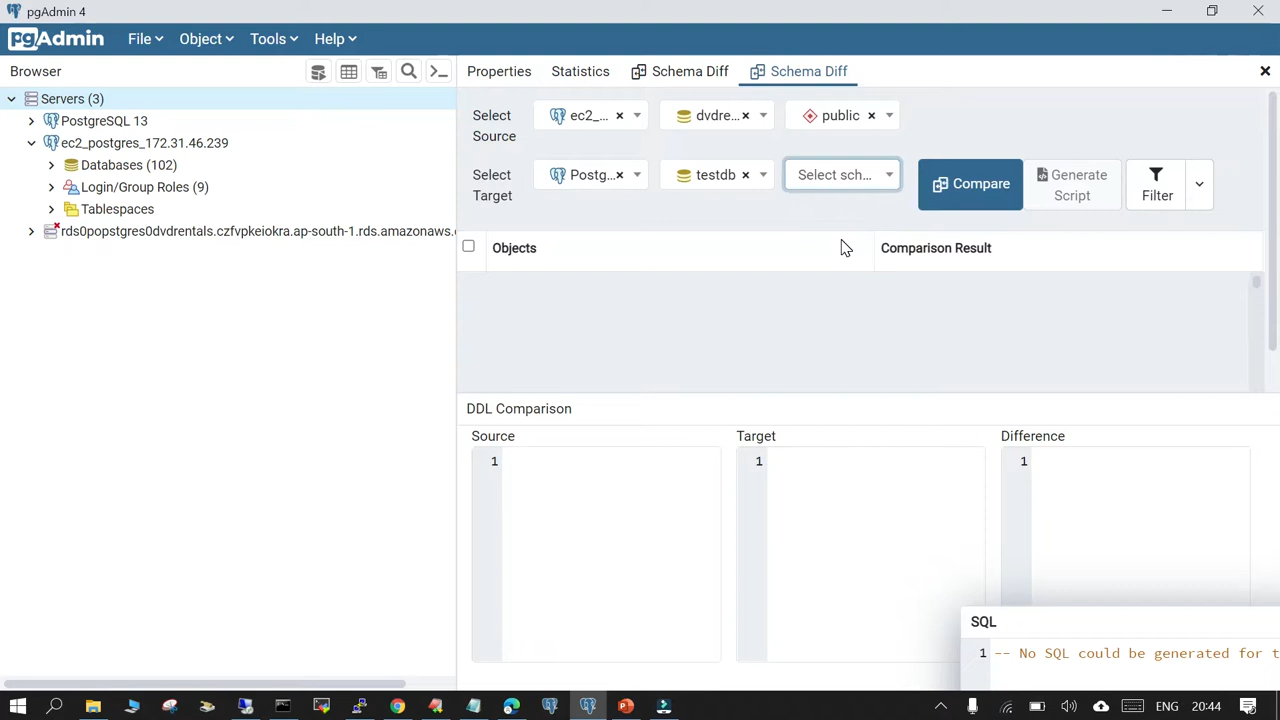 pgAdmin 4
pgAdmin File Object Tools Help
Browser
Properties Statistics Schema Diff Schema Diff
Servers (3)
PostgreSQL 13
ec2_postgres_172.31.46.239
Databases (102)
Login/Group Roles (9)
Tablespaces
rds0popstgres0dvdrentals.czfvpkeiokra.ap-south-1.rds.amazonaws.c
Select
Source
ec2_... dvdre... public
Select
Target
Postg... testdb Select sch...
Compare
Generate
Script
Filter
Objects Comparison Result
DDL Comparison
Source Target Difference
1 1 1
SQL
1 -- No SQL could be generated for t
ENG 20:44